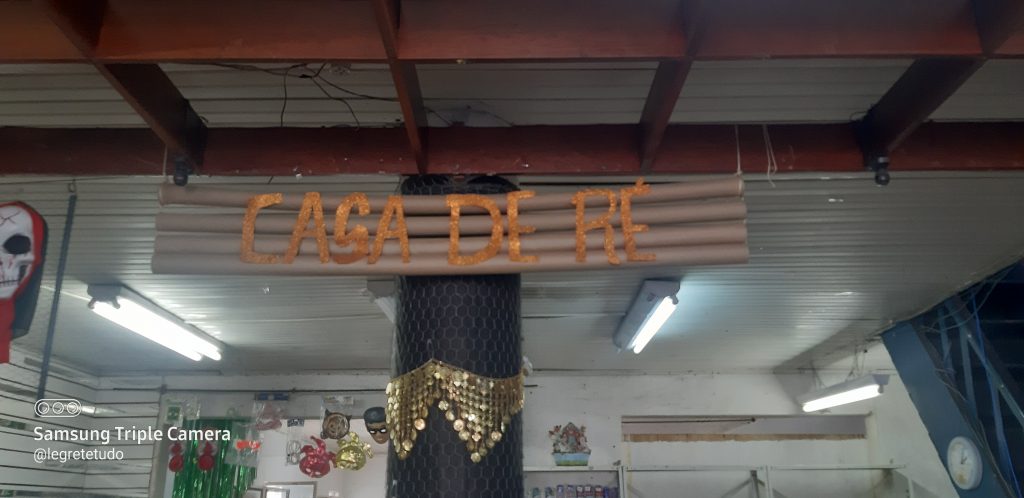 CASA DE RÉ
Samsung Triple Camera
@legretetudo